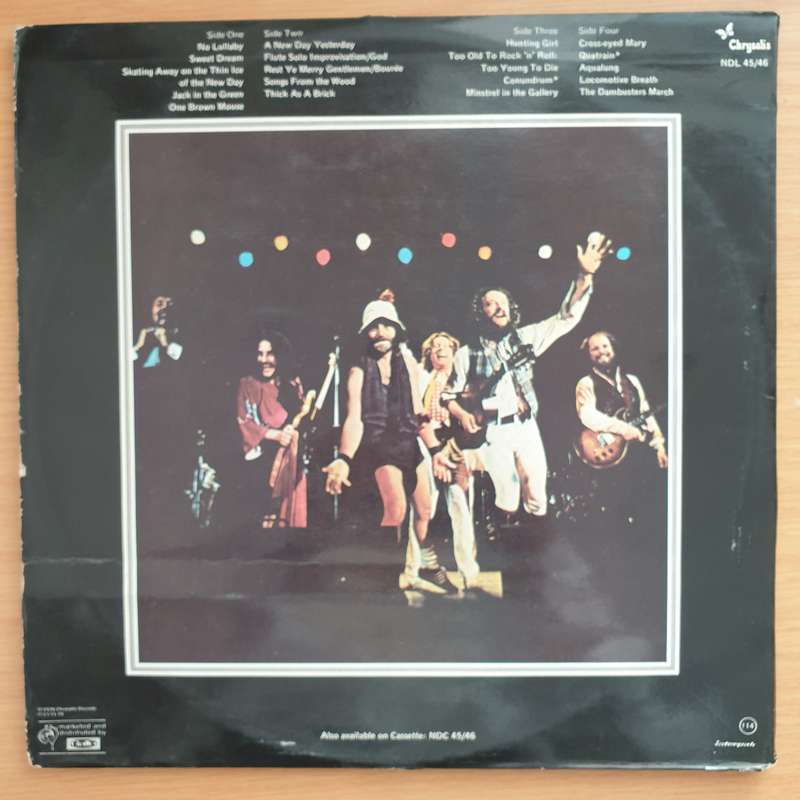 Side One
No Lullaby
Sweet Dream
Skating Away on the Thin Ice
of the New Day
Jack in the Green
One Brown Mouse
Side Two
A New Day Yesterday
Flute Solo Improvisation/God
Rest Ye Merry Gentlemen/Bourée
Songs From the Wood
Thick As A Brick
Side Three
Hunting Girl
Too Old To Rock 'n' Roll:
Too Young To Die
Conundrum*
Minstrel in the Gallery
Side Four
Cross-eyed Mary
Quatrain*
Aqualung
Locomotive Breath
The Dambusters March
Chrysalis
NDL 45/46
Chrysalis Records
marketed and
distributed by
Also available on Cassette: NDC 45/46
114
Interpak